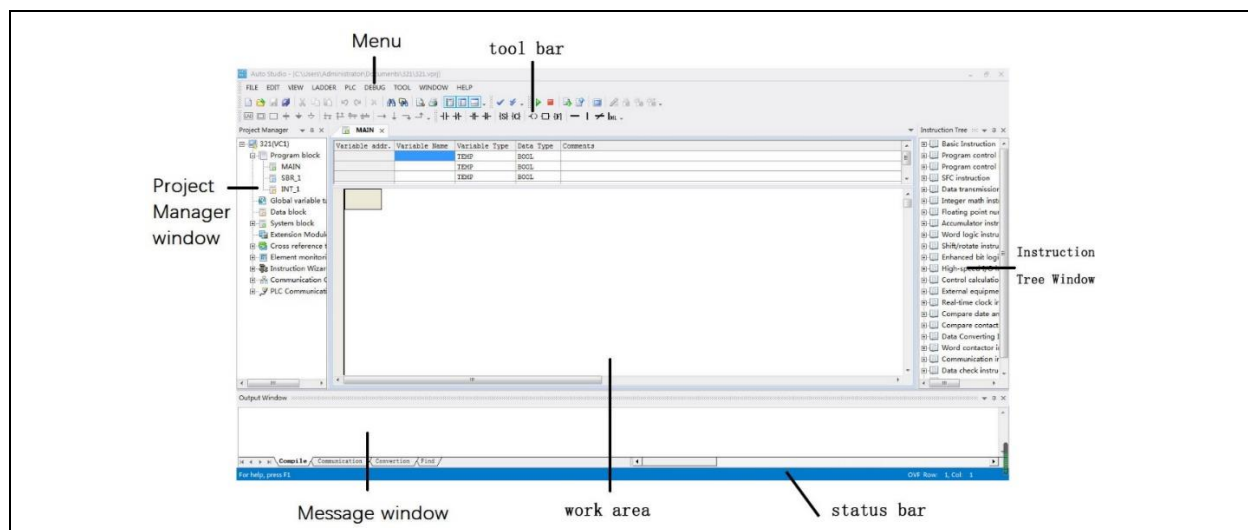 Menu
tool bar
Auto Studio - [C:\Users\Administrator\Documents\321\321.vprj]
FILE EDIT VIEW LADDER PLC DEBUG TOOL WINDOW HELP
Project Manager
MAIN
Instruction Tree
321(VC1)
Program block
MAIN
SBR_1
INT_1
Global variable t
Data block
System block
Extension Modul
Cross reference t
Element monitori
Instruction Wizar
Communication C
PLC Communicati
Variable addr. Variable Name Variable Type Data Type Comments
TEMP BOOL
TEMP BOOL
TEMP BOOL
Basic Instruction
Program control
Program control
SFC instruction
Data transmission
Integer math inst
Floating point nu
Accumulator instr
Word logic instru
Shift/rotate instru
Enhanced bit logi
High-speed I/O
Control calculatio
External equipme
Real-time clock ir
Compare date an
Compare contact
Data Converting I
Word contactor i
Communication ir
Data check instru
Project
Manager
window
Instruction
Tree Window
Output Window
Compile Communication Convertion Find
For help, press F1
OVF Row: 1, Col: 1
Message window
work area
status bar